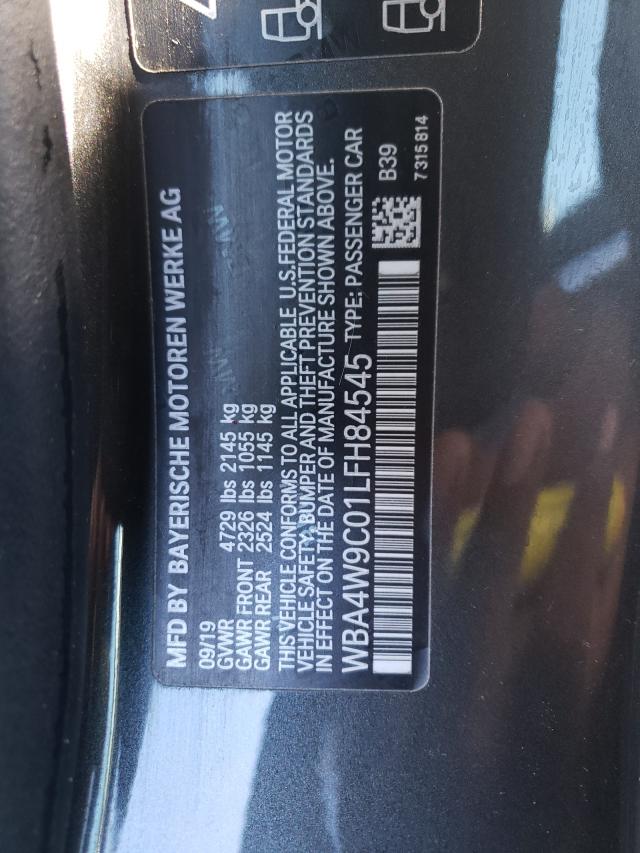 MFD BY BAYERISCHE MOTOREN WERKE AG
09/19
GVWR 4729 lbs 2145 kg
GAWR FRONT 2326 lbs 1055 kg
GAWR REAR 2524 lbs 1145 kg
THIS VEHICLE CONFORMS TO ALL APPLICABLE U.S.FEDERAL MOTOR
VEHICLE SAFETY, BUMPER AND THEFT PREVENTION STANDARDS
IN EFFECT ON THE DATE OF MANUFACTURE SHOWN ABOVE.
WBA4W9C01LFH84545 TYPE: PASSENGER CAR
B39
7 315 814